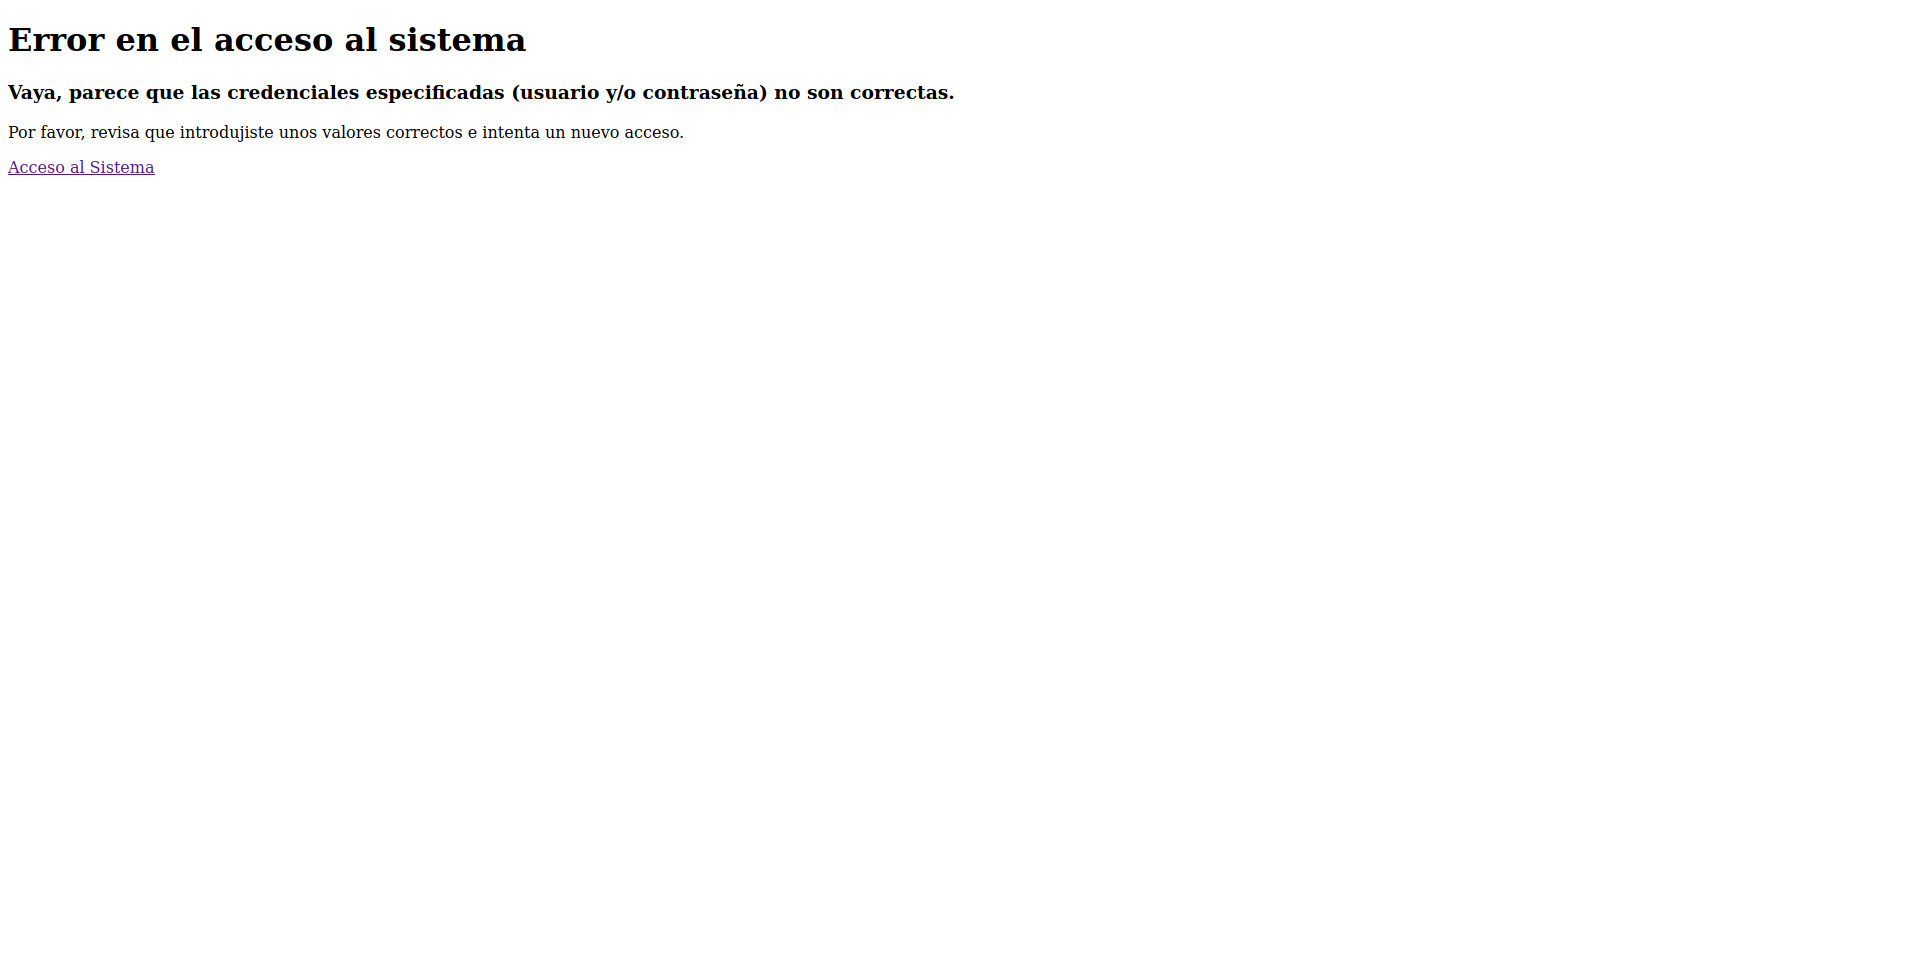 Error en el acceso al sistema
Vaya, parece que las credenciales especificadas (usuario y/o contraseña) no son correctas.
Por favor, revisa que introdujiste unos valores correctos e intenta un nuevo acceso.
Acceso al Sistema